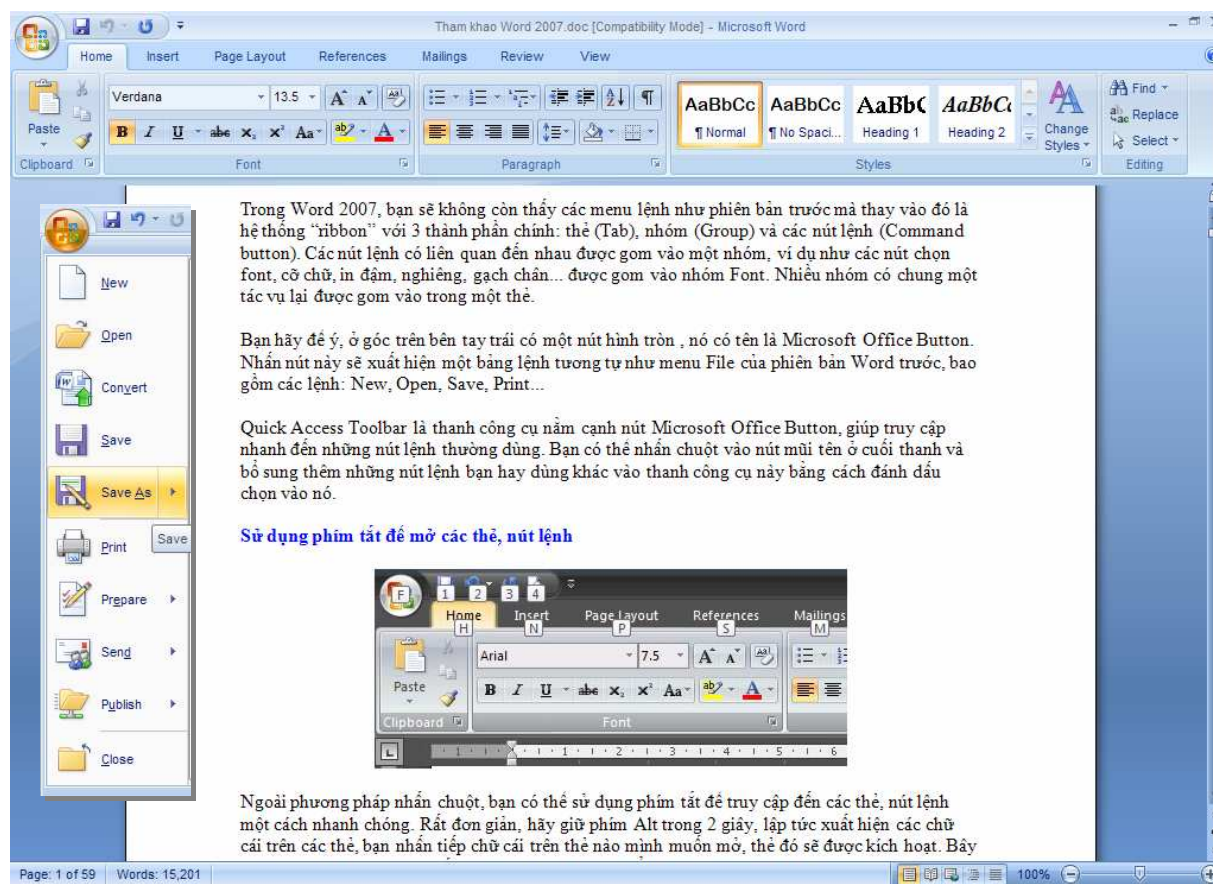 Tham khao Word 2007.doc [Compatibility Mode] - Microsoft Word
Home Insert Page Layout References Mailings Review View
Verdana 13.5
Paste
B I U abc x₂ x² Aa ab A
AaBbCc AaBbCc AaBbC AaBbCc
¶ Normal ¶ No Spaci... Heading 1 Heading 2
Change Styles
Find
Replace
Select
Clipboard Font Paragraph Styles Editing
New
Open
Convert
Save
Save As
Save
Print
Prepare
Send
Publish
Close
Trong Word 2007, bạn sẽ không còn thấy các menu lệnh như phiên bản trước mà thay vào đó là
hệ thống “ribbon” với 3 thành phần chính: thẻ (Tab), nhóm (Group) và các nút lệnh (Command
button). Các nút lệnh có liên quan đến nhau được gom vào một nhóm, ví dụ như các nút chọn
font, cỡ chữ, in đậm, nghiêng, gạch chân... được gom vào nhóm Font. Nhiều nhóm có chung một
tác vụ lại được gom vào trong một thẻ.
Bạn hãy để ý, ở góc trên bên tay trái có một nút hình tròn , nó có tên là Microsoft Office Button.
Nhấn nút này sẽ xuất hiện một bảng lệnh tương tự như menu File của phiên bản Word trước, bao
gồm các lệnh: New, Open, Save, Print...
Quick Access Toolbar là thanh công cụ nằm cạnh nút Microsoft Office Button, giúp truy cập
nhanh đến những nút lệnh thường dùng. Bạn có thể nhấn chuột vào nút mũi tên ở cuối thanh và
bổ sung thêm những nút lệnh bạn hay dùng khác vào thanh công cụ này bằng cách đánh dấu
chọn vào nó.
Sử dụng phím tắt để mở các thẻ, nút lệnh
F 1 2 3 4
Home Insert Page Layout References Mailings
H N P S M
Arial 7.5
Paste
B I U abc x₂ x² Aa ab A
Clipboard Font
1 1 2 3 4 5 6
Ngoài phương pháp nhấn chuột, bạn có thể sử dụng phím tắt để truy cập đến các thẻ, nút lệnh
một cách nhanh chóng. Rất đơn giản, hãy giữ phím Alt trong 2 giây, lập tức xuất hiện các chữ
cái trên các thẻ, bạn nhấn tiếp chữ cái trên thẻ nào mình muốn mở, thẻ đó sẽ được kích hoạt. Bây
Page: 1 of 59 Words: 15,201 100%